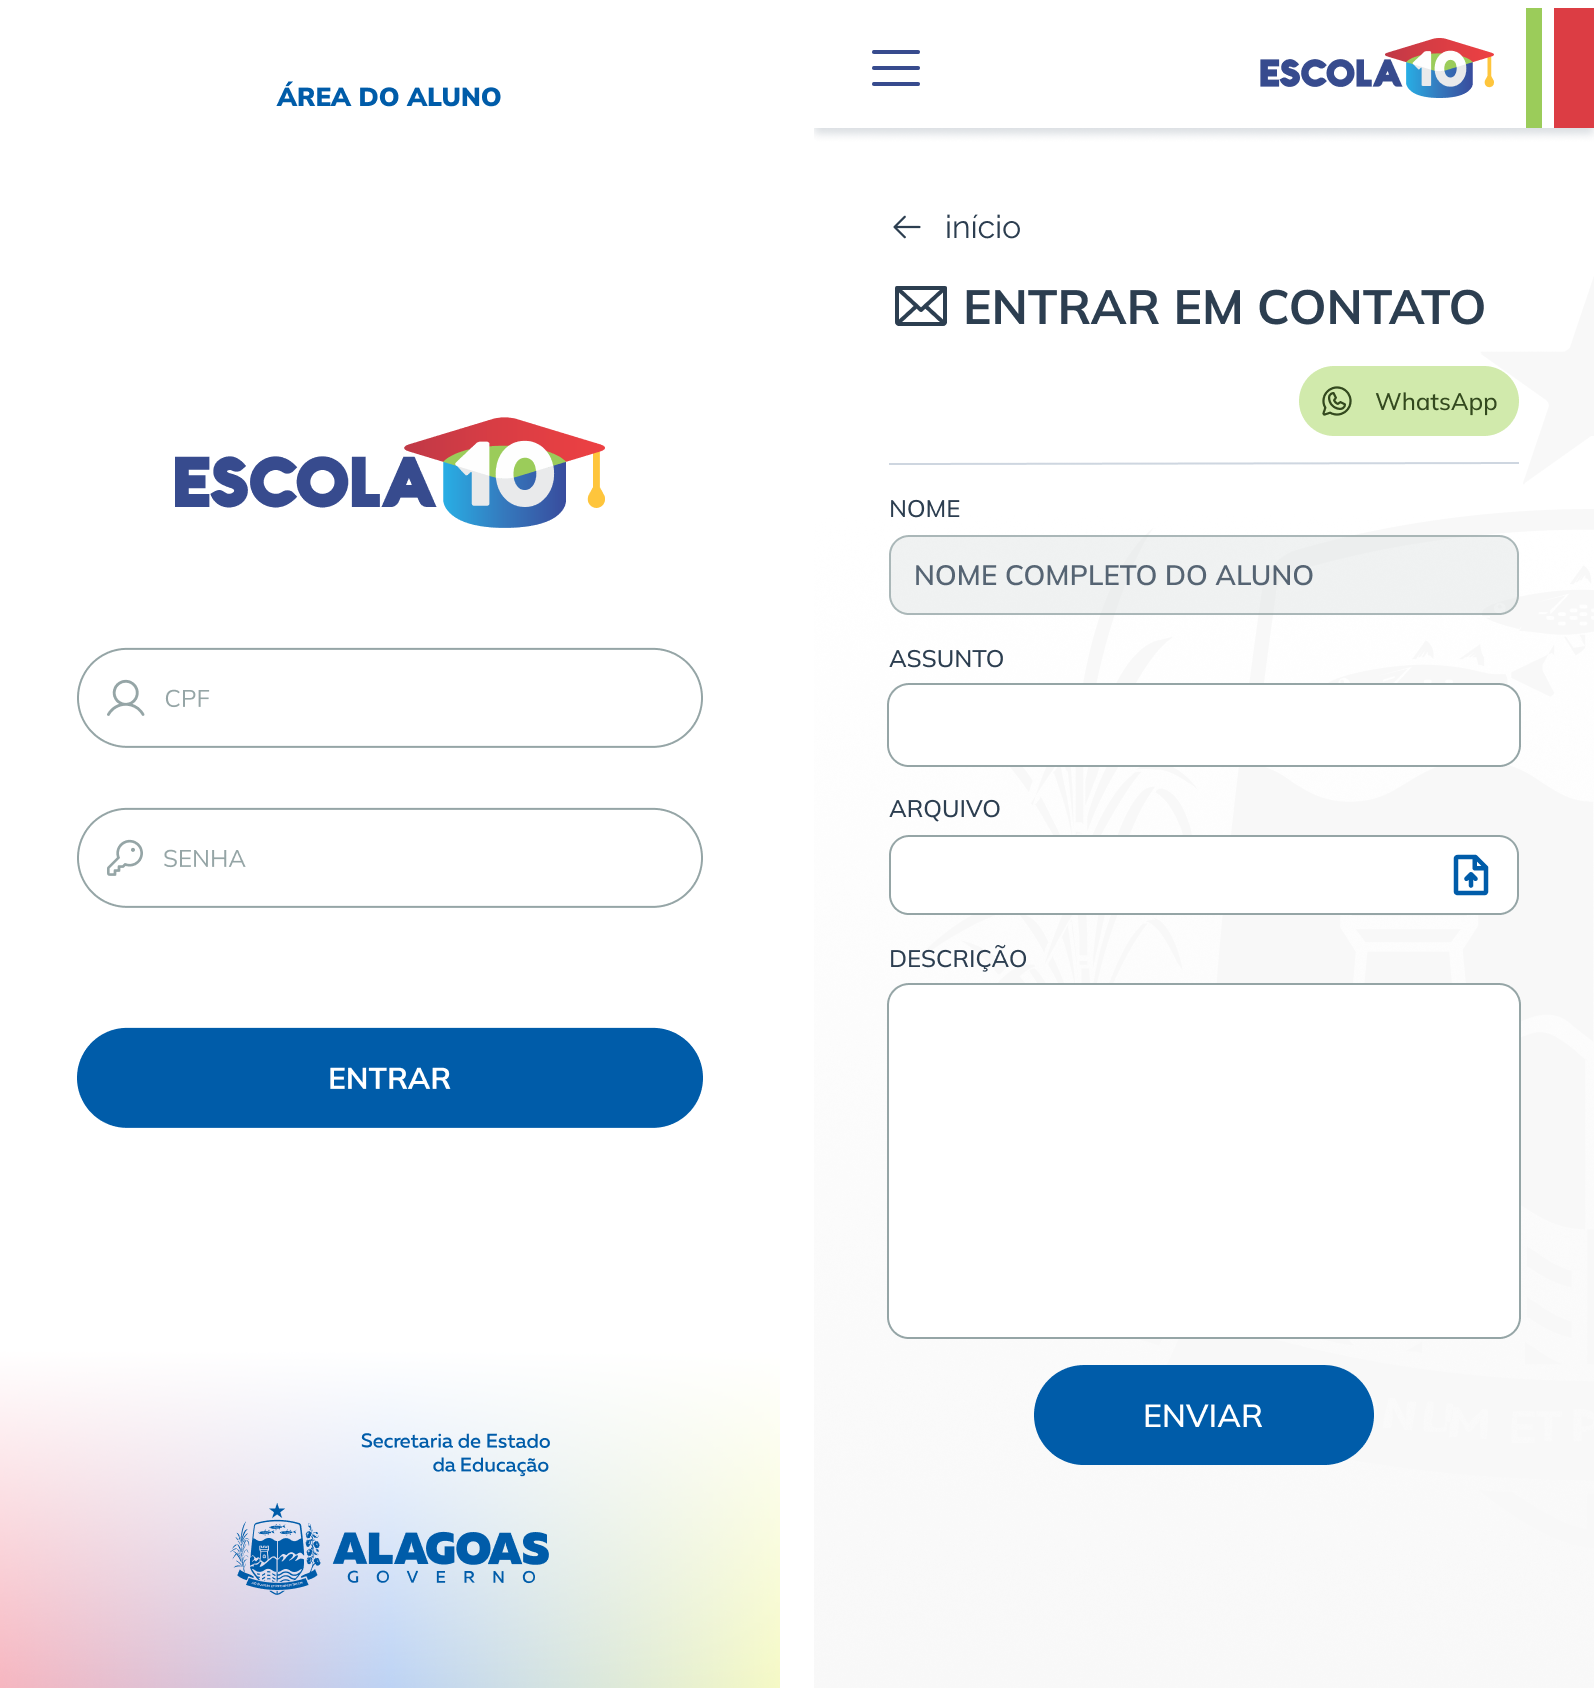 ÁREA DO ALUNO
ESCOLA 10
CPF
SENHA
ENTRAR
Secretaria de Estado
da Educação
ALAGOAS
GOVERNO
ESCOLA 10
início
ENTRAR EM CONTATO
WhatsApp
NOME
NOME COMPLETO DO ALUNO
ASSUNTO
ARQUIVO
DESCRIÇÃO
ENVIAR